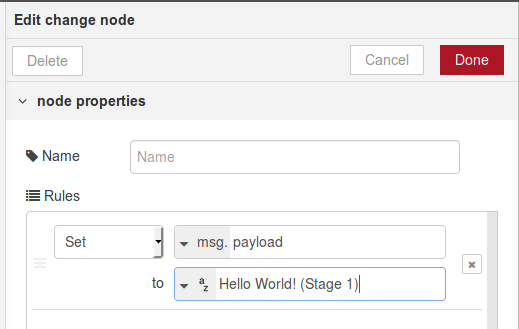 Edit change node
Delete Cancel Done
node properties
Name Name
Rules
Set msg. payload
to az Hello World! (Stage 1)